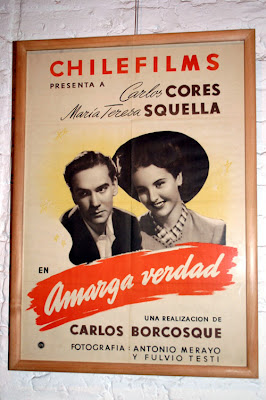 CHILEFILMS
PRESENTA A
Carlos CORES
María Teresa SQUELLA
EN
Amarga verdad
UNA REALIZACION DE
CARLOS BORCOSQUE
FOTOGRAFIA: ANTONIO MERAYO
Y FULVIO TESTI